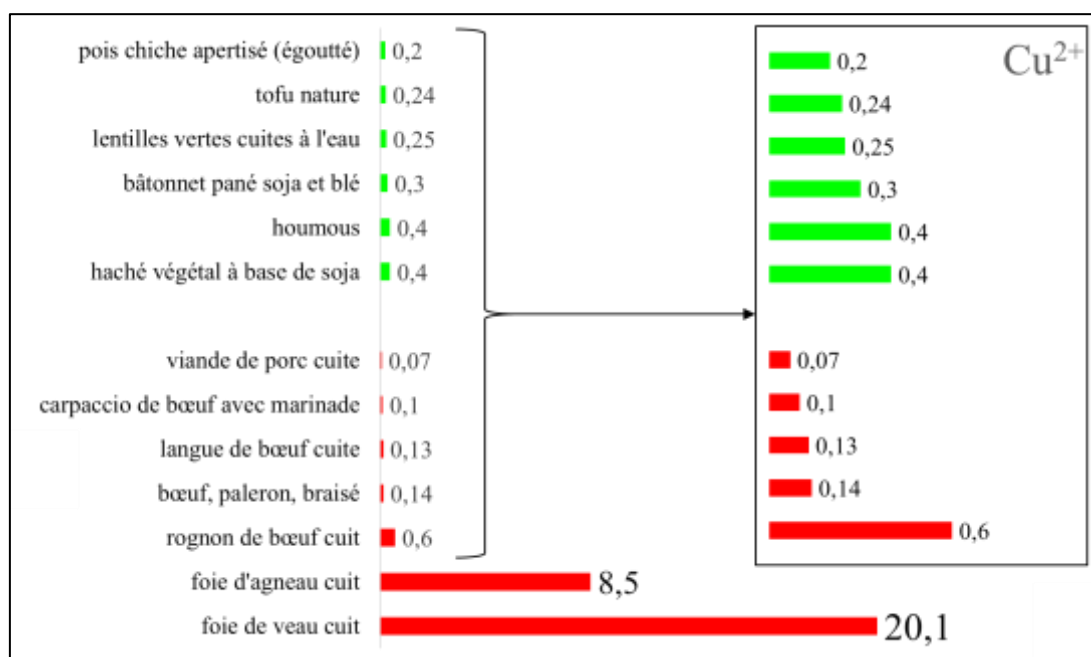 pois chiche apertisé (égoutté) 0,2
tofu nature 0,24
lentilles vertes cuites à l'eau 0,25
bâtonnet pané soja et blé 0,3
houmous 0,4
haché végétal à base de soja 0,4
viande de porc cuite 0,07
carpaccio de bœuf avec marinade 0,1
langue de bœuf cuite 0,13
bœuf, paleron, braisé 0,14
rognon de bœuf cuit 0,6
foie d'agneau cuit 8,5
foie de veau cuit 20,1
Cu²⁺
0,2
0,24
0,25
0,3
0,4
0,4
0,07
0,1
0,13
0,14
0,6